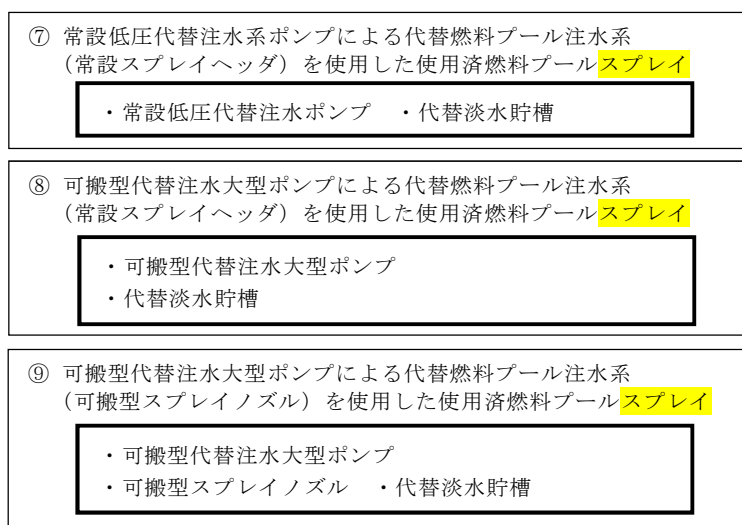 ⑦ 常設低圧代替注水系ポンプによる代替燃料プール注水系
（常設スプレイヘッダ）を使用した使用済燃料プールスプレイ
・常設低圧代替注水ポンプ ・代替淡水貯槽
⑧ 可搬型代替注水大型ポンプによる代替燃料プール注水系
（常設スプレイヘッダ）を使用した使用済燃料プールスプレイ
・可搬型代替注水大型ポンプ
・代替淡水貯槽
⑨ 可搬型代替注水大型ポンプによる代替燃料プール注水系
（可搬型スプレイノズル）を使用した使用済燃料プールスプレイ
・可搬型代替注水大型ポンプ
・可搬型スプレイノズル ・代替淡水貯槽